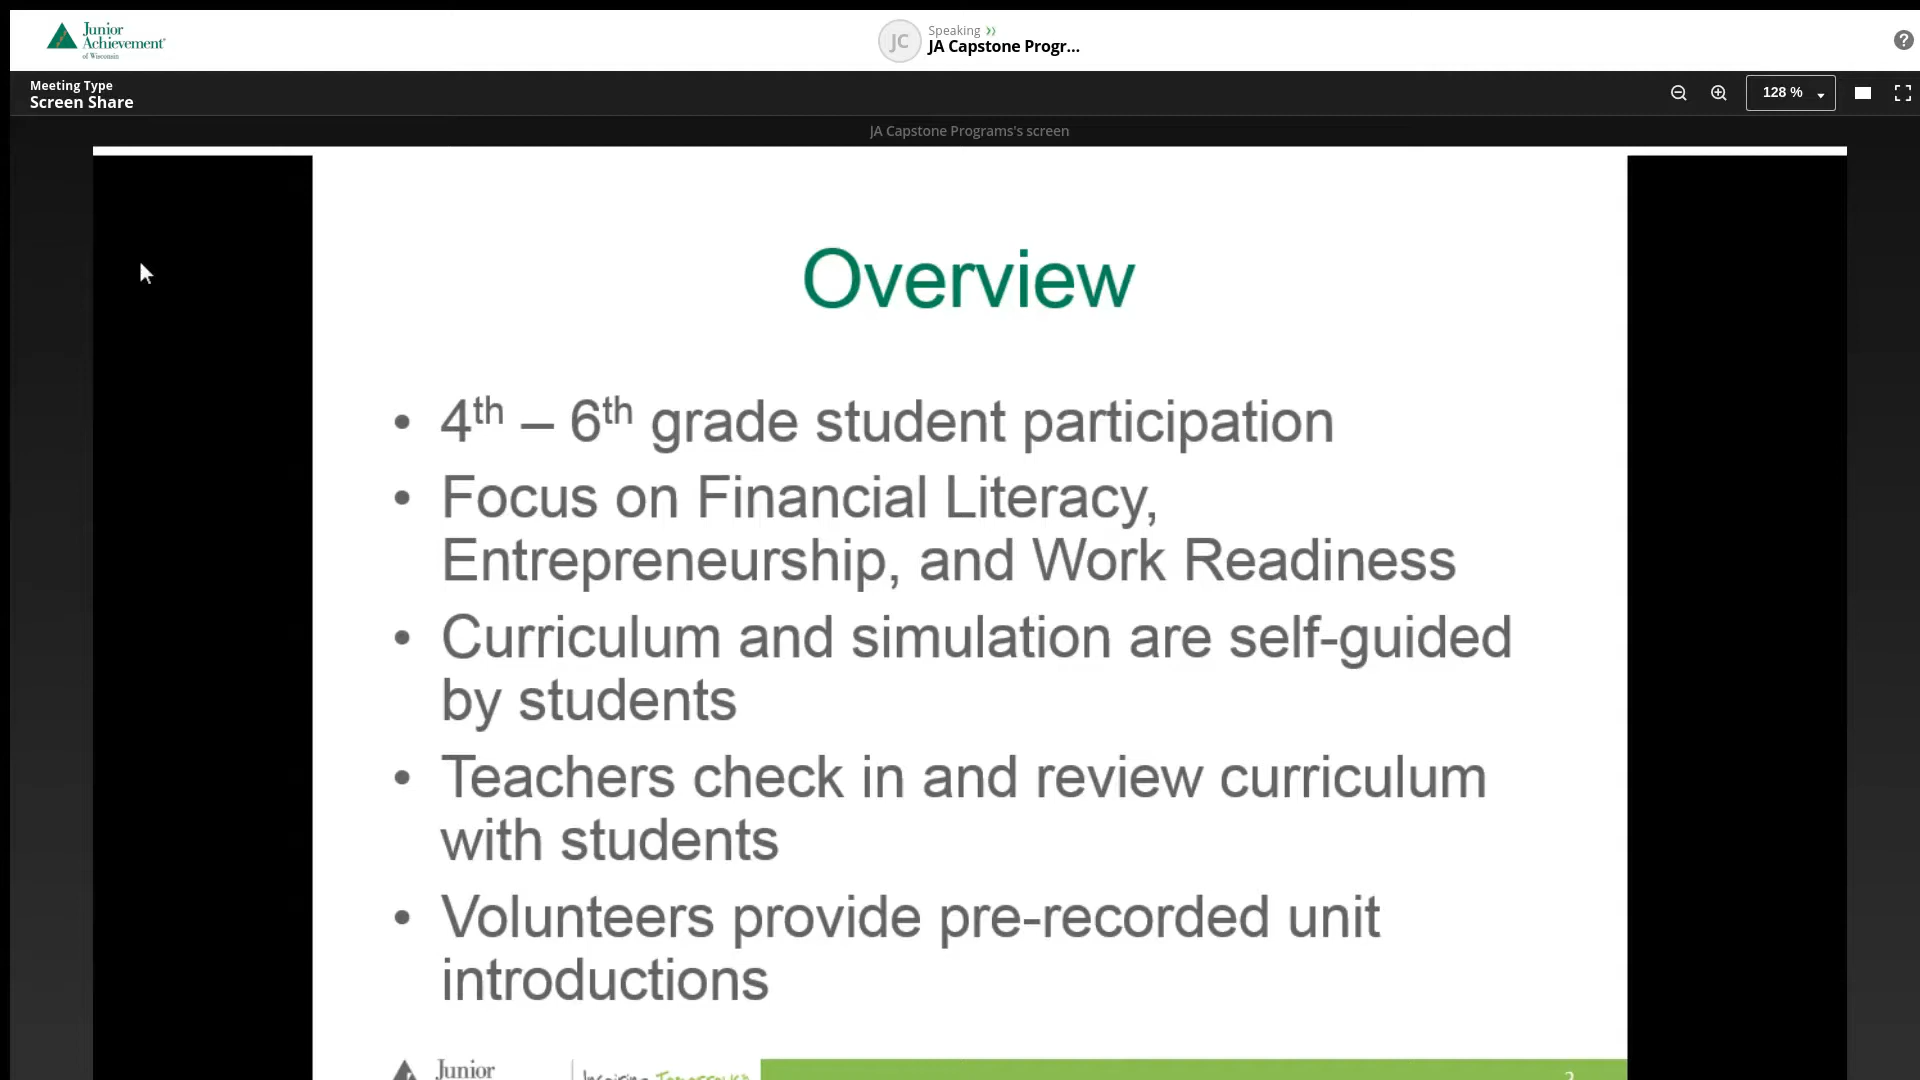 Junior
Achievement
of Wisconsin
JC
Speaking
JA Capstone Progr...
?
Meeting Type
Screen Share
128 %
JA Capstone Programs's screen
Overview
• 4th – 6th grade student participation
• Focus on Financial Literacy,
Entrepreneurship, and Work Readiness
• Curriculum and simulation are self-guided
by students
• Teachers check in and review curriculum
with students
• Volunteers provide pre-recorded unit
introductions
Junior